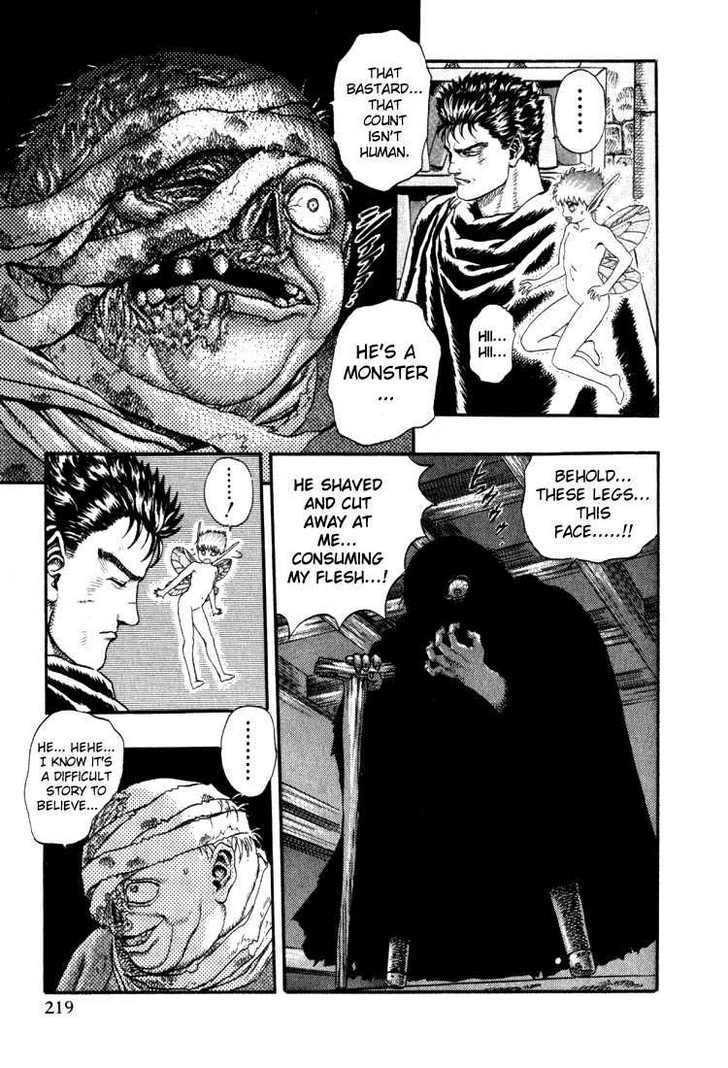 ......
HII...
HII...
THAT
BASTARD...
THAT
COUNT
ISN'T
HUMAN.
HE'S A
MONSTER
...
BEHOLD...
THESE LEGS...
THIS
FACE.....!!
HE SHAVED
AND CUT
AWAY AT
ME...
CONSUMING
MY FLESH...!
.....!
.......
HE... HEHE...
I KNOW IT'S
A DIFFICULT
STORY TO
BELIEVE...
219